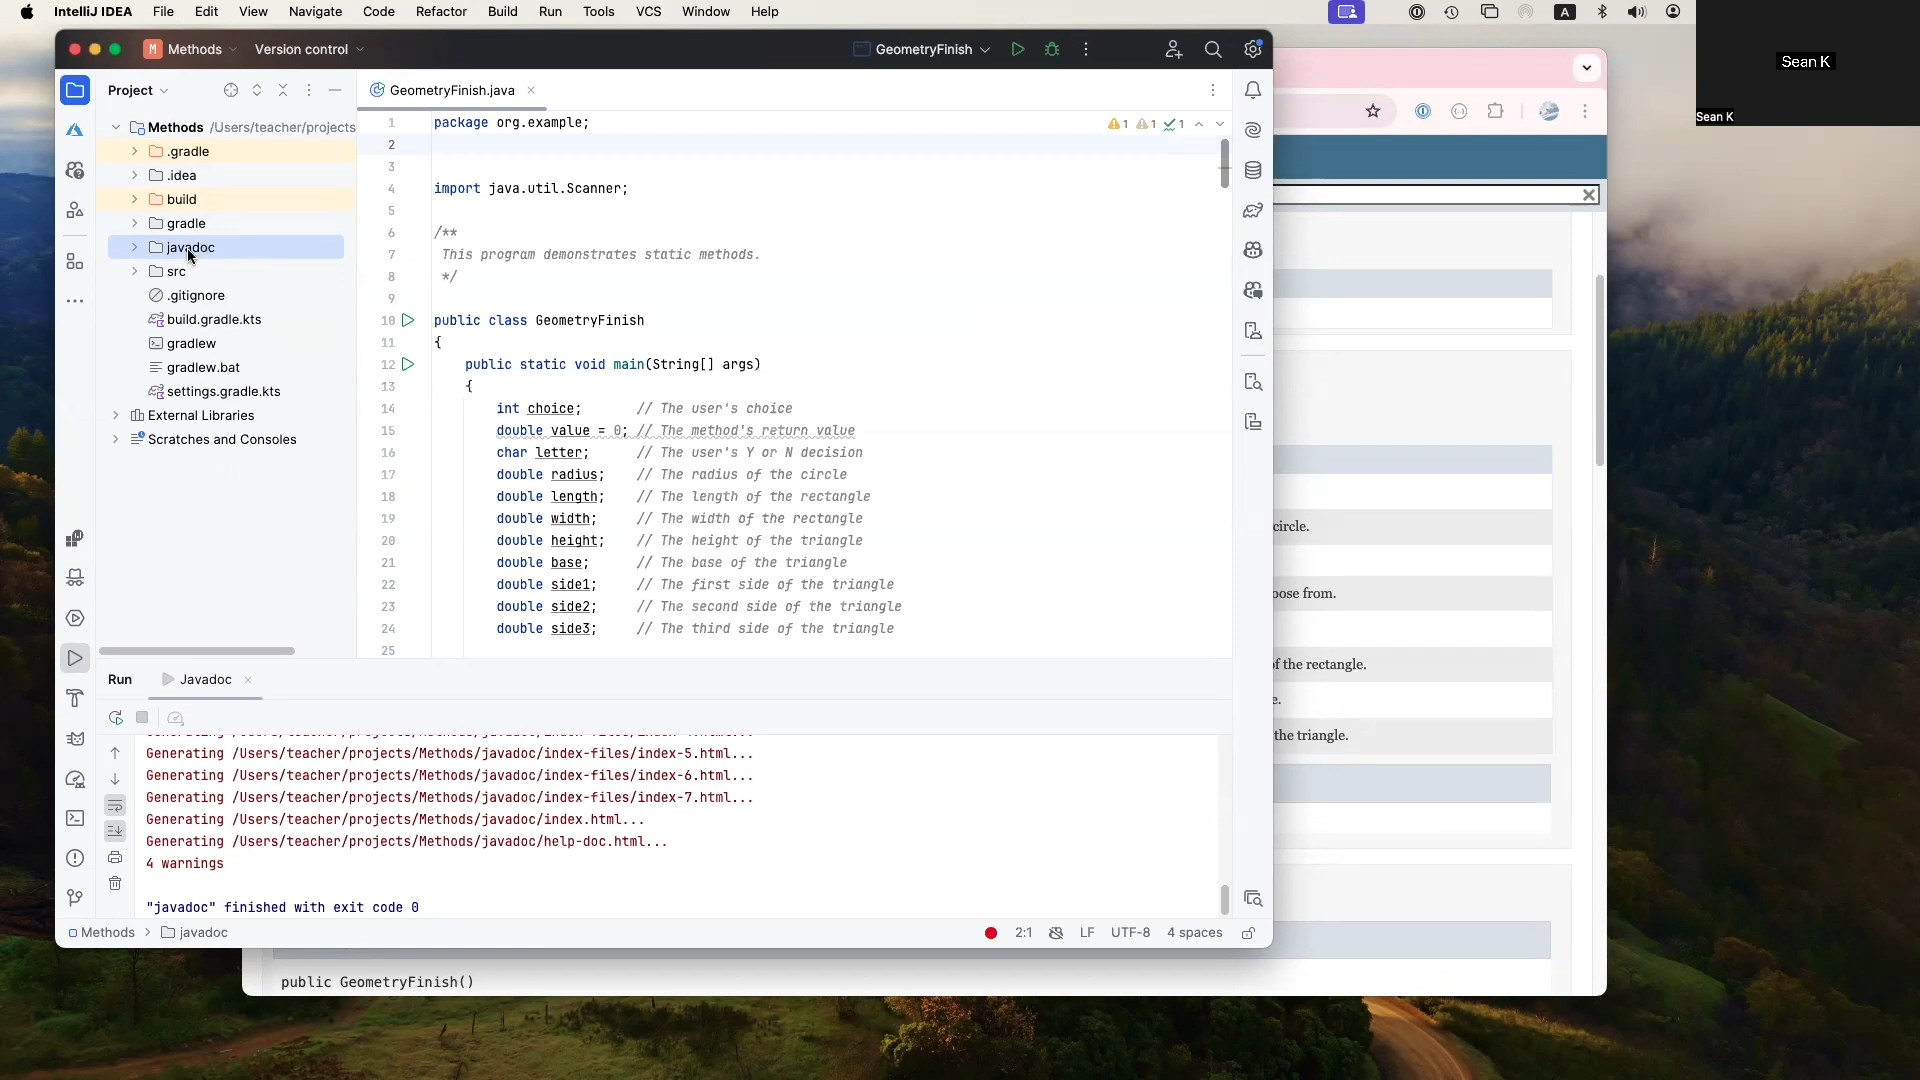 IntelliJ IDEA File Edit View Navigate Code Refactor Build Run Tools VCS Window Help
A
Sean K
Sean K
M Methods Version control
GeometryFinish
Project
GeometryFinish.java
Methods /Users/teacher/projects
.gradle
.idea
build
gradle
javadoc
src
.gitignore
build.gradle.kts
gradlew
gradlew.bat
settings.gradle.kts
External Libraries
Scratches and Consoles
1 1 1
1 package org.example;
2
3
4 import java.util.Scanner;
5
6 /**
7 This program demonstrates static methods.
8 */
9
10 public class GeometryFinish
11 {
12 public static void main(String[] args)
13 {
14 int choice; // The user's choice
15 double value = 0; // The method's return value
16 char letter; // The user's Y or N decision
17 double radius; // The radius of the circle
18 double length; // The length of the rectangle
19 double width; // The width of the rectangle
20 double height; // The height of the triangle
21 double base; // The base of the triangle
22 double side1; // The first side of the triangle
23 double side2; // The second side of the triangle
24 double side3; // The third side of the triangle
25
circle.
oose from.
f the rectangle.
e.
the triangle.
Run Javadoc
Generating /Users/teacher/projects/Methods/javadoc/index-files/index-5.html...
Generating /Users/teacher/projects/Methods/javadoc/index-files/index-6.html...
Generating /Users/teacher/projects/Methods/javadoc/index-files/index-7.html...
Generating /Users/teacher/projects/Methods/javadoc/index.html...
Generating /Users/teacher/projects/Methods/javadoc/help-doc.html...
4 warnings
"javadoc" finished with exit code 0
Methods javadoc
2:1 LF UTF-8 4 spaces
public GeometryFinish()